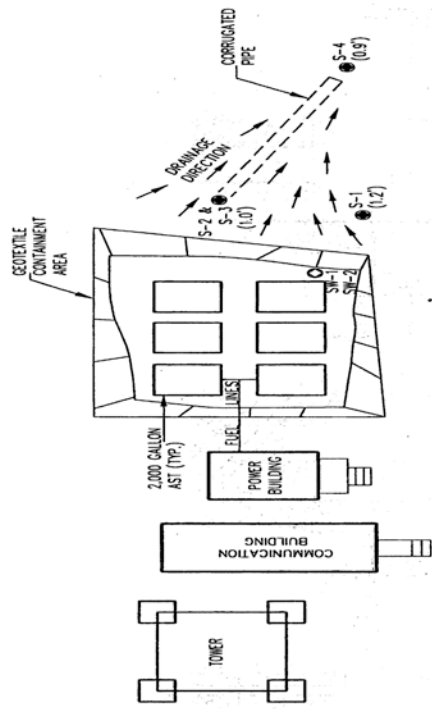 GEOTEXTILE
CONTAINMENT
AREA
DRAINAGE
DIRECTION
CORRUGATED
PIPE
S-2 &
S-3
(1.0')
S-4
(0.9')
S-1
(1.2')
SW-1
SW-2
2,000 GALLON
AST (TYP.)
FUEL LINES
POWER
BUILDING
COMMUNICATION
BUILDING
TOWER